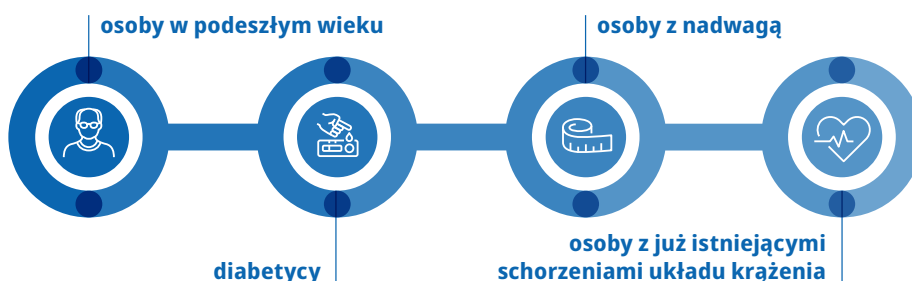 osoby w podeszłym wieku
osoby z nadwagą
diabetycy
osoby z już istniejącymi
schorzeniami układu krążenia